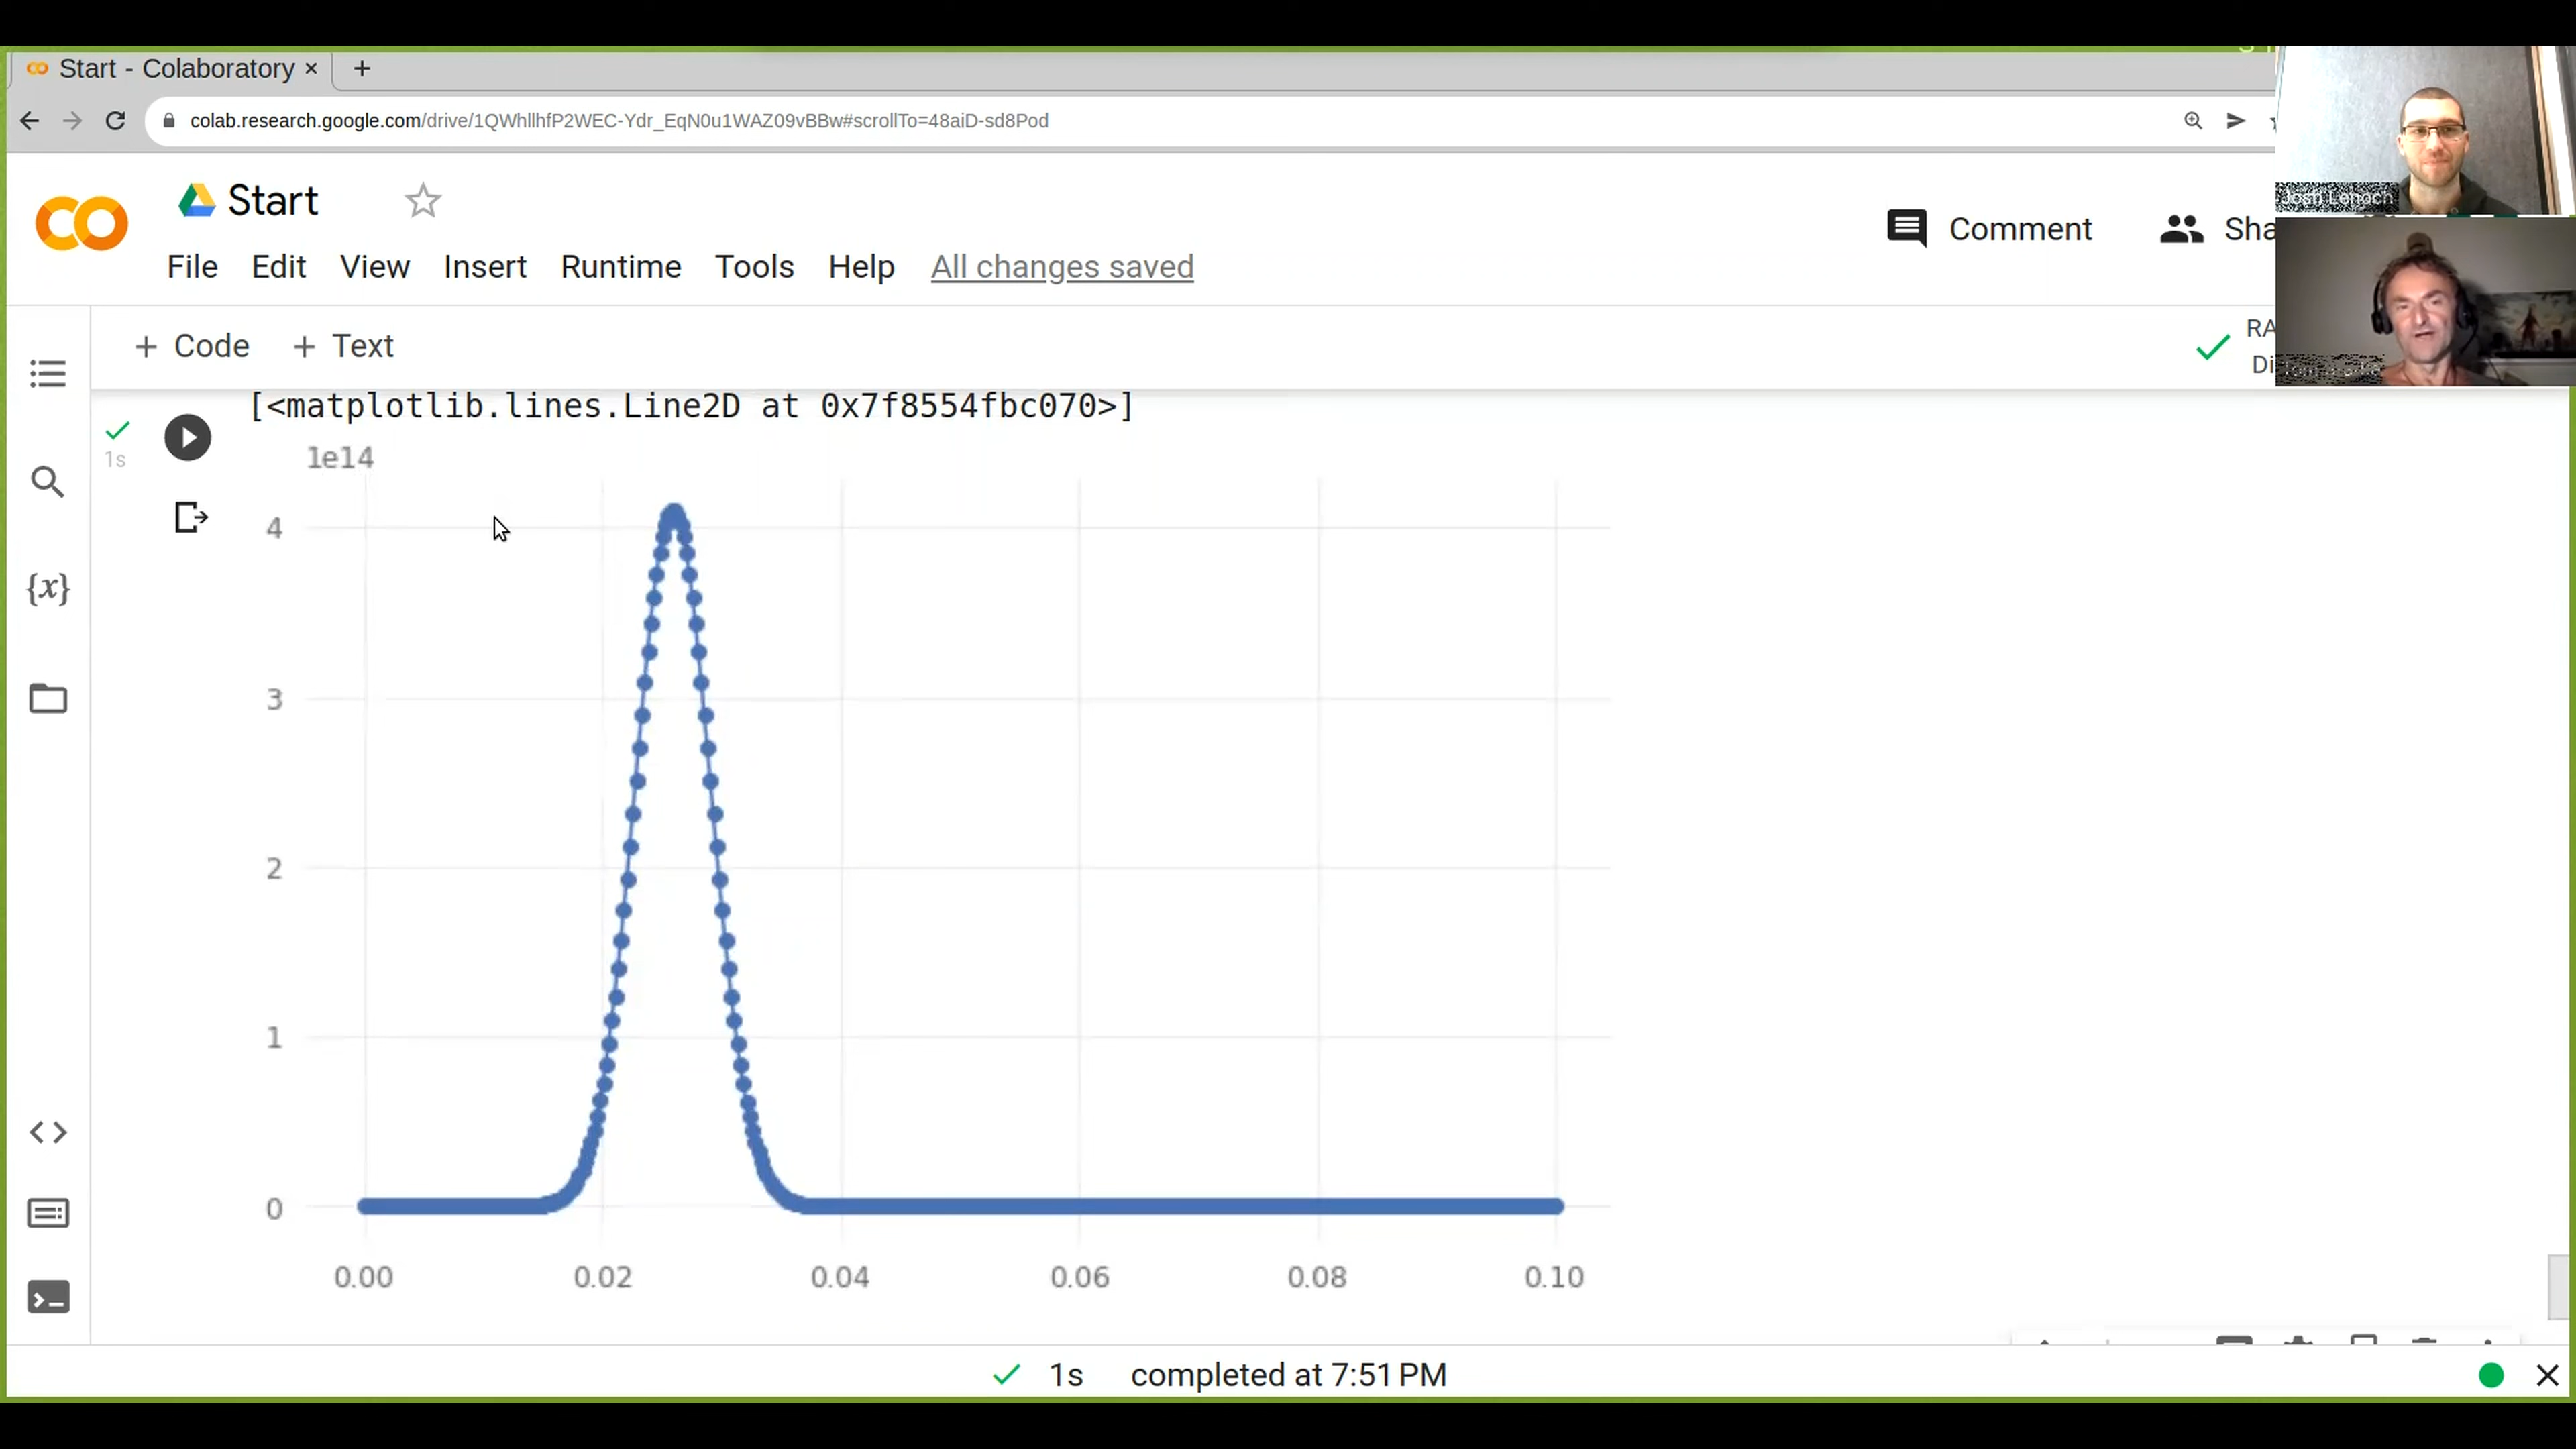 Start - Colaboratory
colab.research.google.com/drive/1QWhllhfP2WEC-Ydr_EqN0u1WAZ09vBBw#scrollTo=48aiD-sd8Pod
Start
Comment
Sha
File Edit View Insert Runtime Tools Help All changes saved
+ Code + Text
RA
Di
[<matplotlib.lines.Line2D at 0x7f8554fbc070>]
1s
1e14
4
3
2
1
0
0.00 0.02 0.04 0.06 0.08 0.10
{x}
1s completed at 7:51 PM